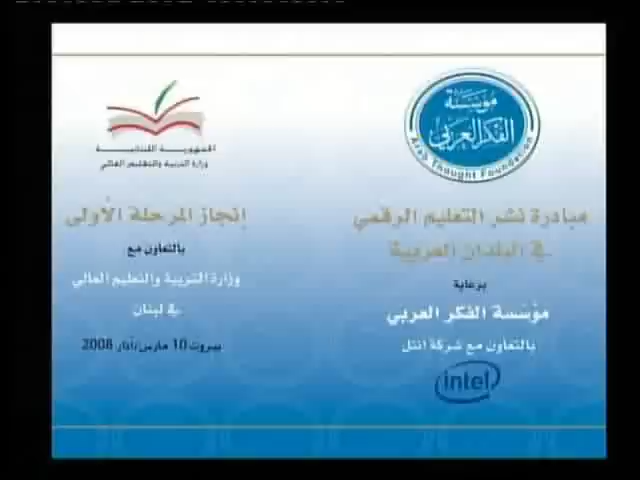 مؤسسة
الفكر العربي
Arab Thought Foundation
مبادرة نشر التعليم الرقمي
في البلدان العربية
برعاية
مؤسسة الفكر العربي
بالتعاون مع شركة انتل
intel
الجمهورية اللبنانية
وزارة التربية والتعليم العالي
إنجاز المرحلة الأولى
بالتعاون مع
وزارة التربية والتعليم العالي
في لبنان
بيروت 10 مارس/آذار 2008